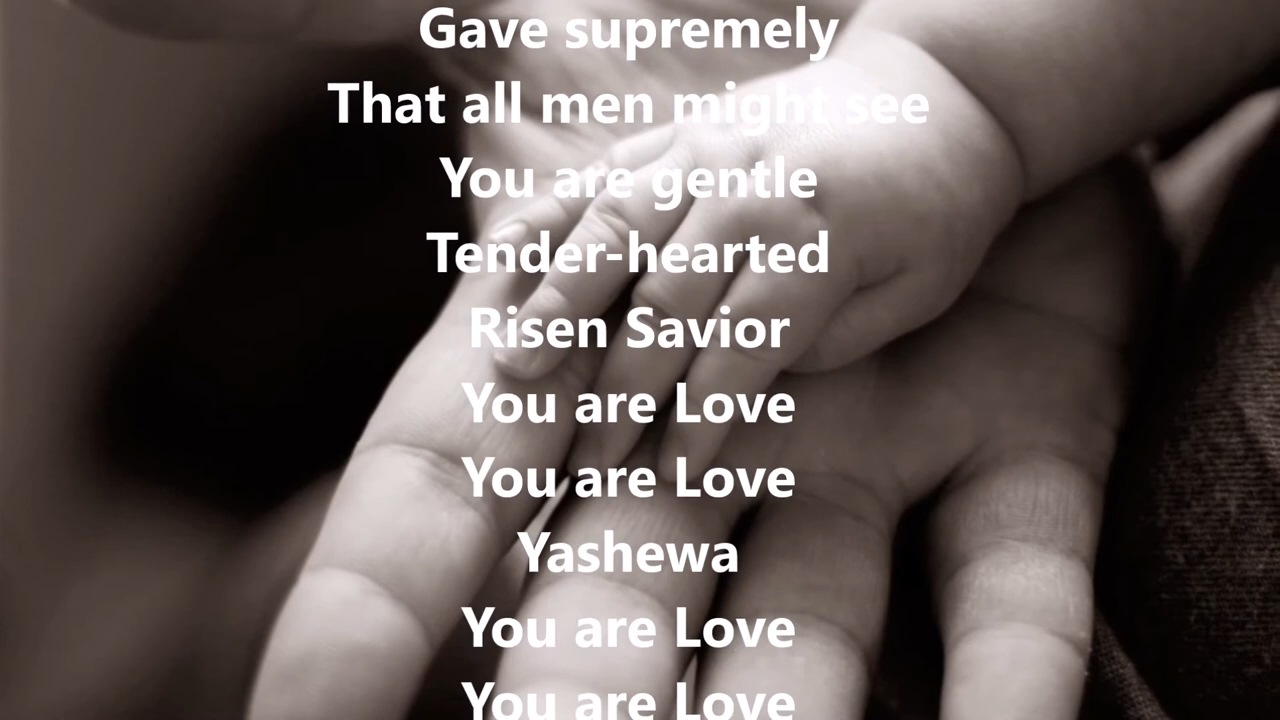 Gave supremely
That all men might see
You are gentle
Tender-hearted
Risen Savior
You are Love
You are Love
Yashewa
You are Love
You are Love